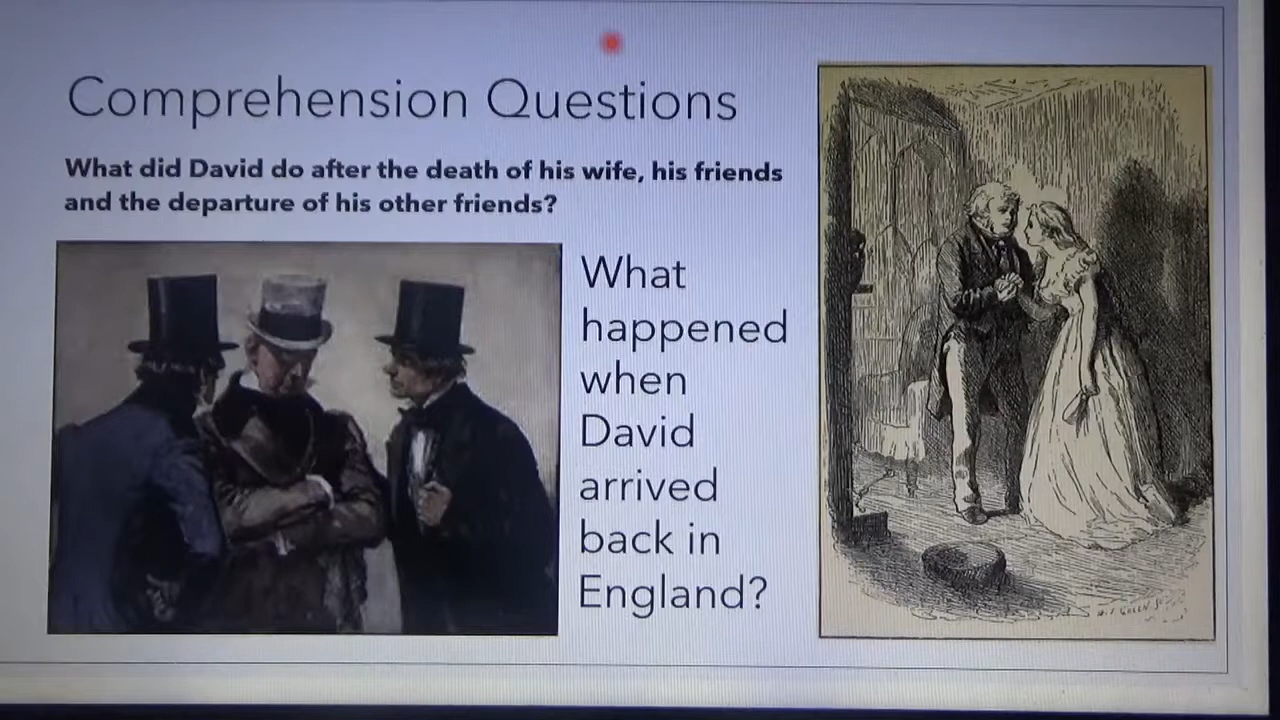 Comprehension Questions
What did David do after the death of his wife, his friends
and the departure of his other friends?
What
happened
when
David
arrived
back in
England?